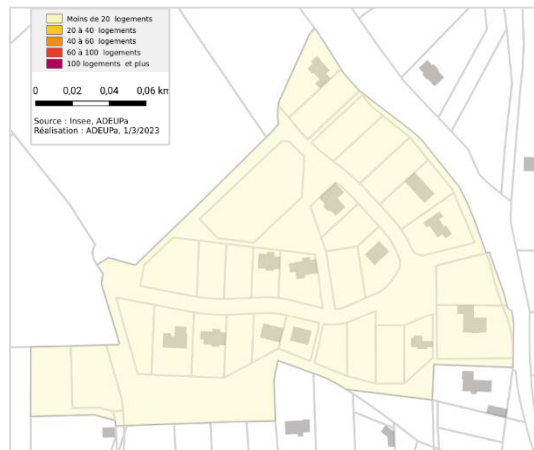 Moins de 20 logements
20 à 40 logements
40 à 60 logements
60 à 100 logements
100 logements et plus
0 0,02 0,04 0,06 km
Source : Insee, ADEUPa
Réalisation : ADEUPa, 1/3/2023